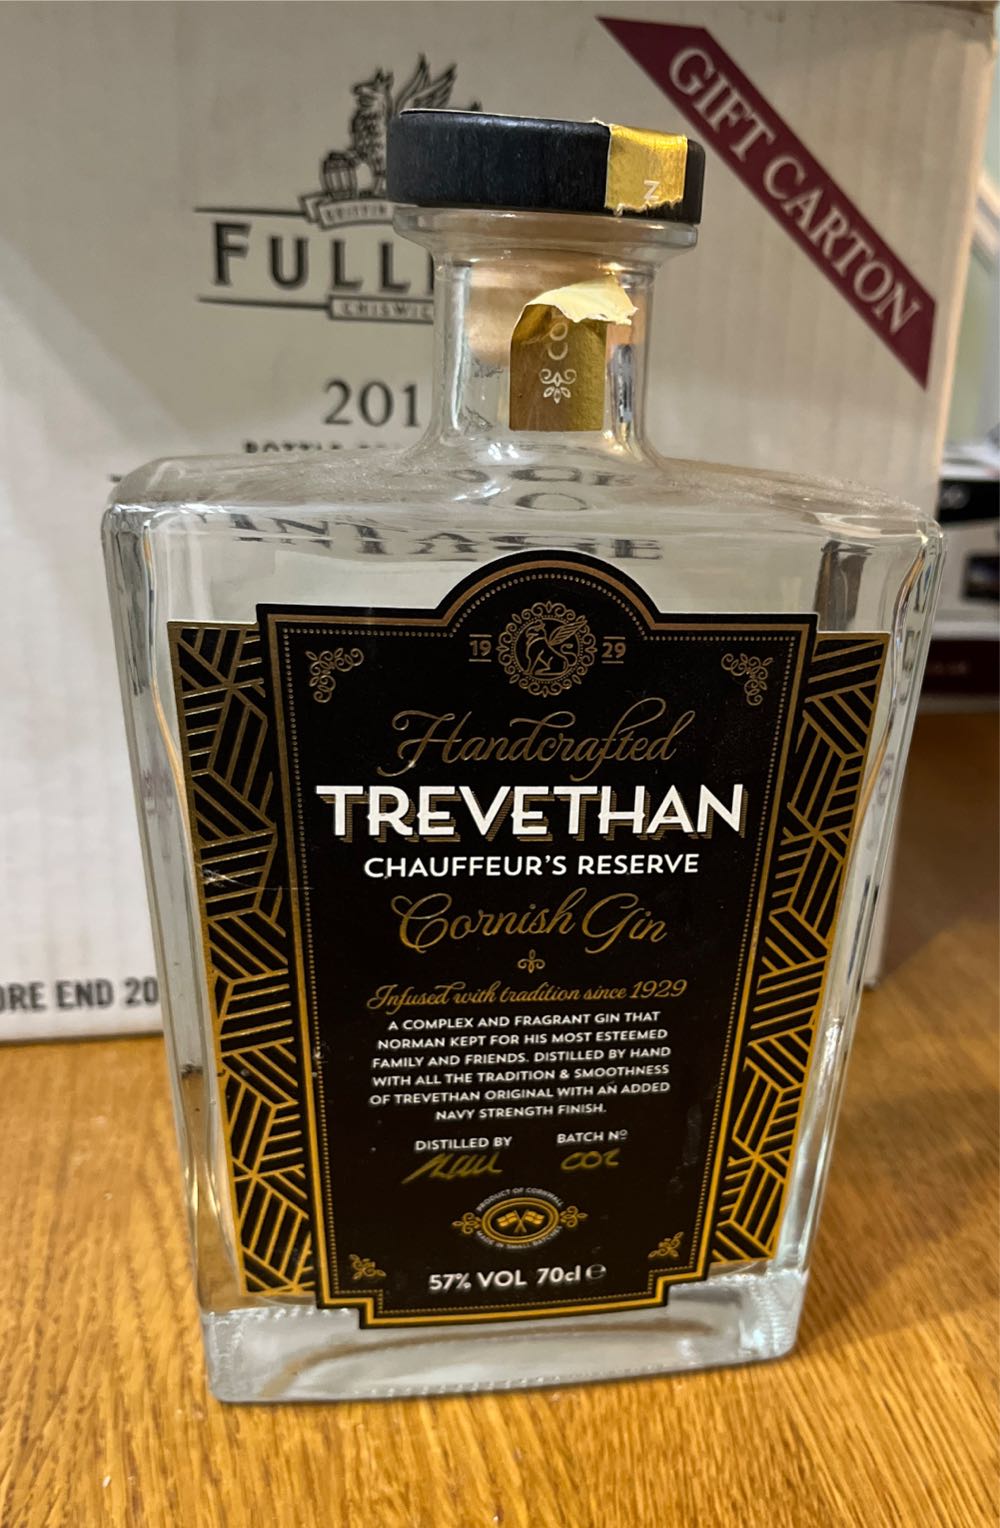 GIFT CARTON
FULL
CHISWIC
201
VINTAGE
19 29
Handcrafted
TREVETHAN
CHAUFFEUR'S RESERVE
Cornish Gin
Infused with tradition since 1929
A COMPLEX AND FRAGRANT GIN THAT
NORMAN KEPT FOR HIS MOST ESTEEMED
FAMILY AND FRIENDS. DISTILLED BY HAND
WITH ALL THE TRADITION & SMOOTHNESS
OF TREVETHAN ORIGINAL WITH AN ADDED
NAVY STRENGTH FINISH.
DISTILLED BY BATCH Nº
PRODUCT OF CORNWALL
MADE IN SMALL BATCHES
57% VOL 70cl e
ORE END 20